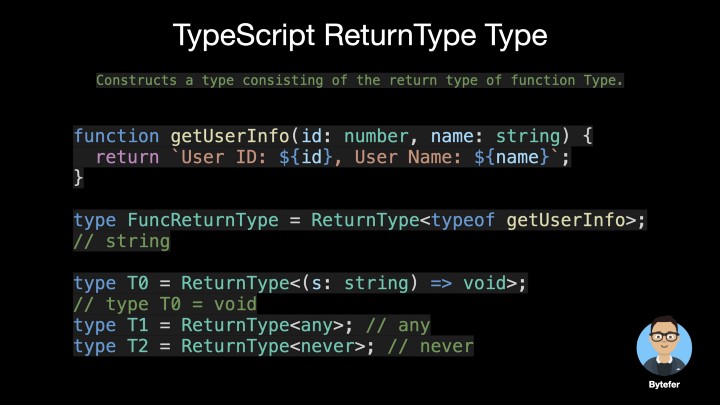 TypeScript ReturnType Type
Constructs a type consisting of the return type of function Type.
function getUserInfo(id: number, name: string) {
  return `User ID: ${id}, User Name: ${name}`;
}
type FuncReturnType = ReturnType<typeof getUserInfo>;
// string
type T0 = ReturnType<(s: string) => void>;
// type T0 = void
type T1 = ReturnType<any>; // any
type T2 = ReturnType<never>; // never
Bytefer